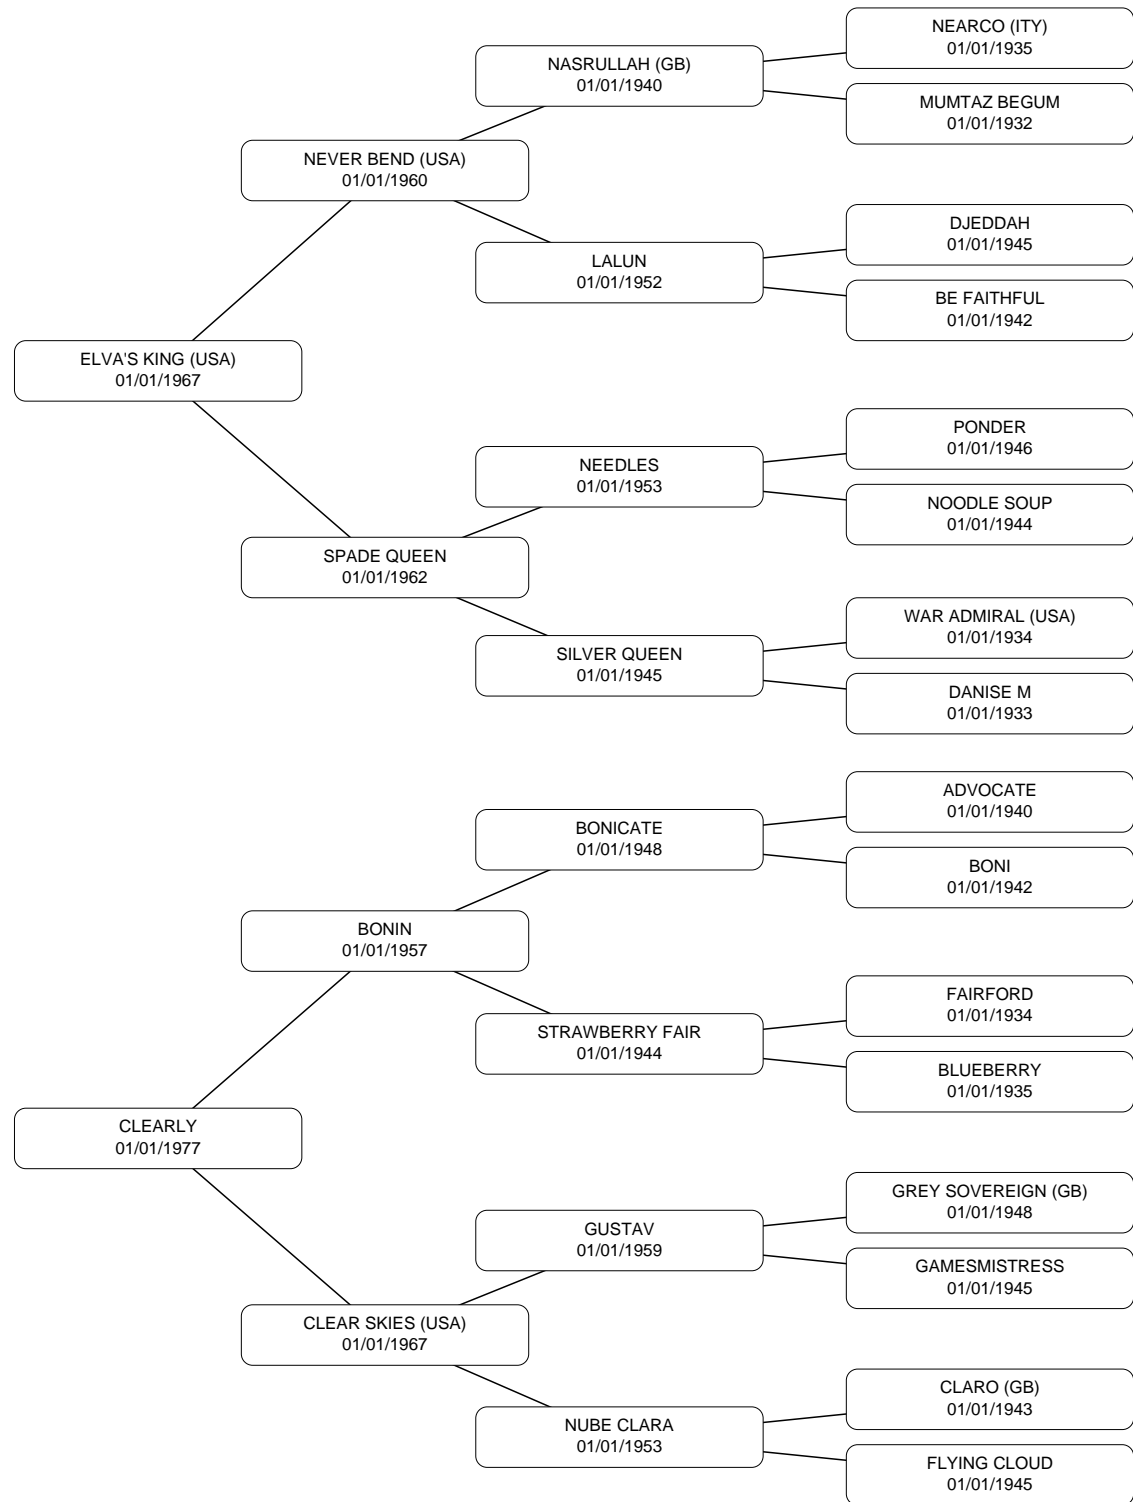 NEARCO (ITY)
01/01/1935
NASRULLAH (GB)
01/01/1940
MUMTAZ BEGUM
01/01/1932
NEVER BEND (USA)
01/01/1960
DJEDDAH
01/01/1945
LALUN
01/01/1952
BE FAITHFUL
01/01/1942
ELVA'S KING (USA)
01/01/1967
PONDER
01/01/1946
NEEDLES
01/01/1953
NOODLE SOUP
01/01/1944
SPADE QUEEN
01/01/1962
WAR ADMIRAL (USA)
01/01/1934
SILVER QUEEN
01/01/1945
DANISE M
01/01/1933
ADVOCATE
01/01/1940
BONICATE
01/01/1948
BONI
01/01/1942
BONIN
01/01/1957
FAIRFORD
01/01/1934
STRAWBERRY FAIR
01/01/1944
BLUEBERRY
01/01/1935
CLEARLY
01/01/1977
GREY SOVEREIGN (GB)
01/01/1948
GUSTAV
01/01/1959
GAMESMISTRESS
01/01/1945
CLEAR SKIES (USA)
01/01/1967
CLARO (GB)
01/01/1943
NUBE CLARA
01/01/1953
FLYING CLOUD
01/01/1945